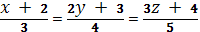 x + 2 / 3 = 2y + 3 / 4 = 3z + 4 / 5